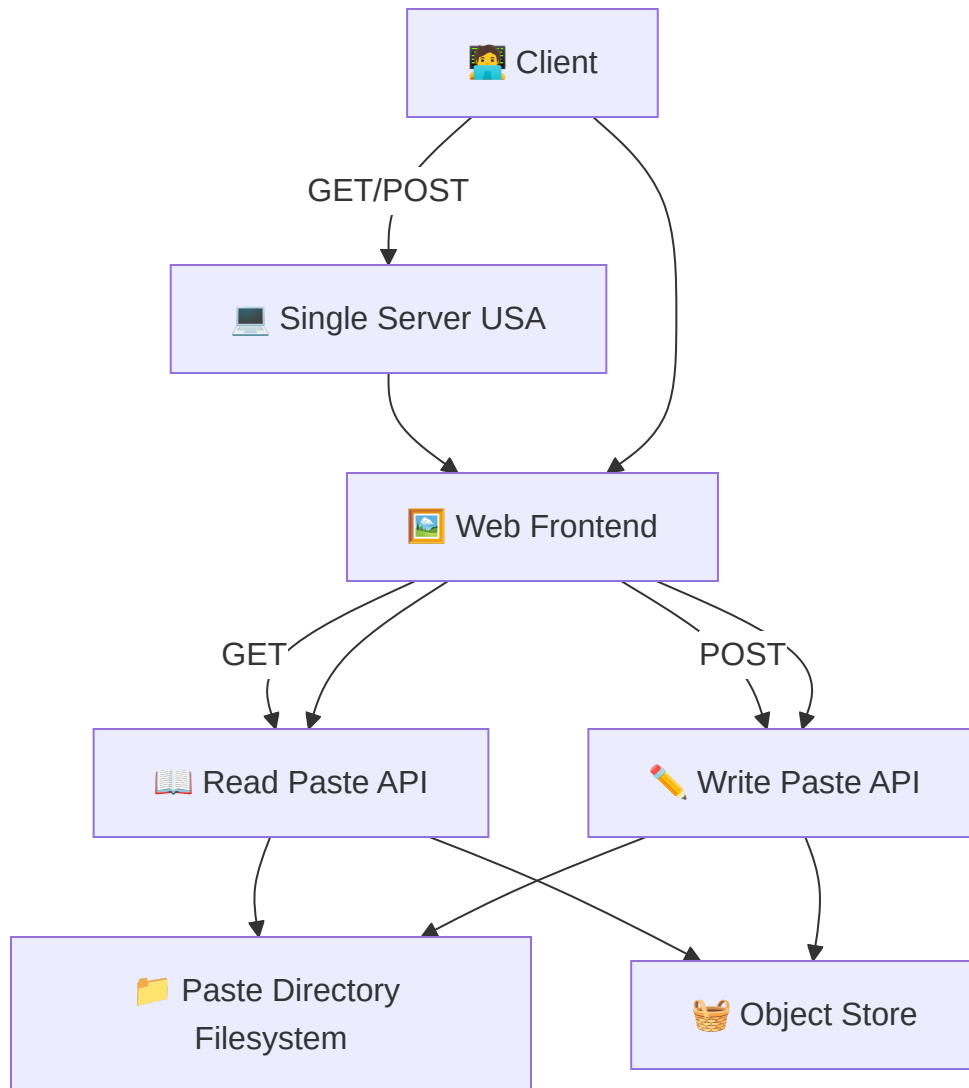 🧑‍💻 Client
GET/POST
💻 Single Server USA
🖼️ Web Frontend
GET
POST
📖 Read Paste API
✏️ Write Paste API
📁 Paste Directory
Filesystem
🧺 Object Store